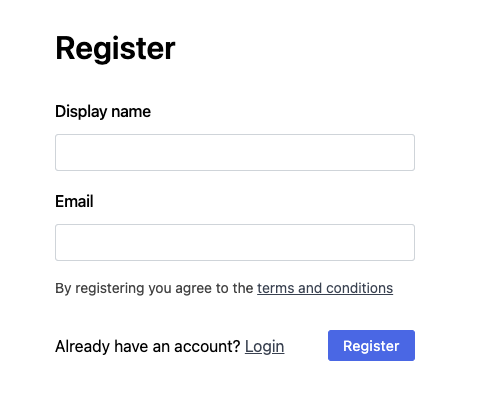 Register
Display name
Email
By registering you agree to the terms and conditions
Already have an account? Login
Register